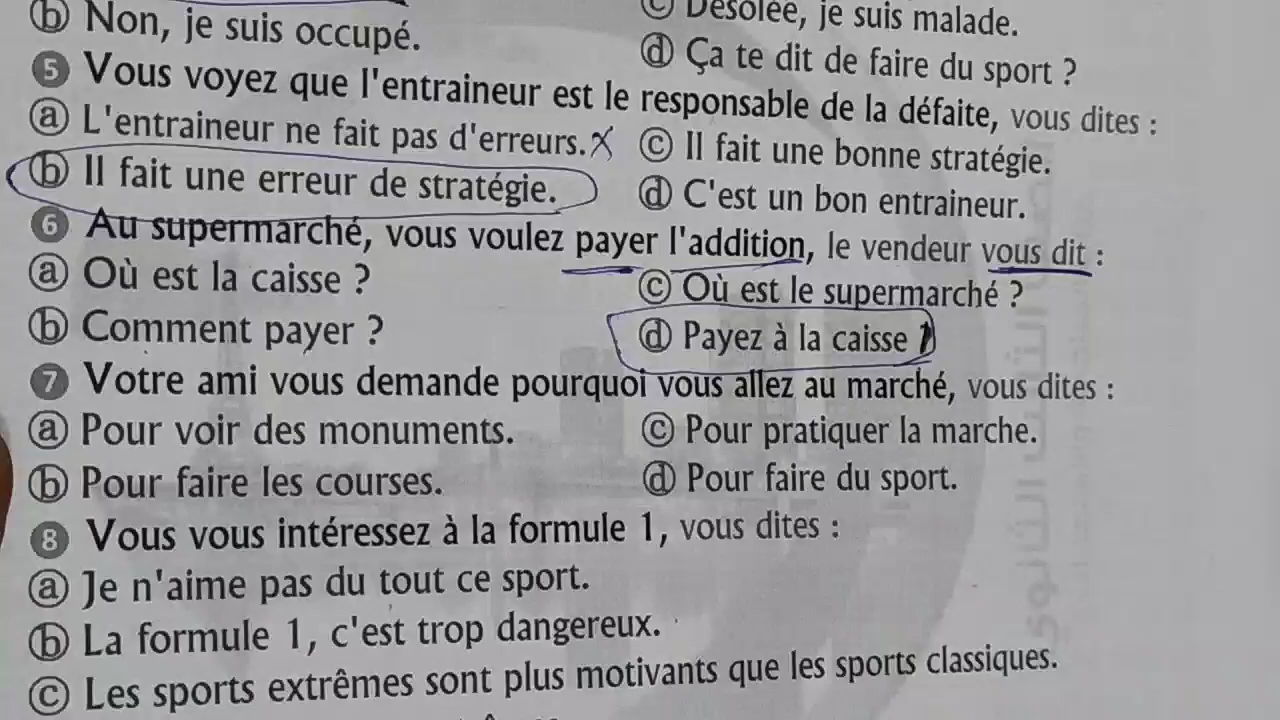 ⓑ Non, je suis occupé.
ⓒ Désolée, je suis malade.
ⓓ Ça te dit de faire du sport ?
5 Vous voyez que l'entraineur est le responsable de la défaite, vous dites :
ⓐ L'entraineur ne fait pas d'erreurs. X
ⓒ Il fait une bonne stratégie.
ⓑ Il fait une erreur de stratégie.
ⓓ C'est un bon entraineur.
6 Au supermarché, vous voulez payer l'addition, le vendeur vous dit :
ⓐ Où est la caisse ?
ⓒ Où est le supermarché ?
ⓑ Comment payer ?
ⓓ Payez à la caisse
7 Votre ami vous demande pourquoi vous allez au marché, vous dites :
ⓐ Pour voir des monuments.
ⓒ Pour pratiquer la marche.
ⓑ Pour faire les courses.
ⓓ Pour faire du sport.
8 Vous vous intéressez à la formule 1, vous dites :
ⓐ Je n'aime pas du tout ce sport.
ⓑ La formule 1, c'est trop dangereux.
ⓒ Les sports extrêmes sont plus motivants que les sports classiques.